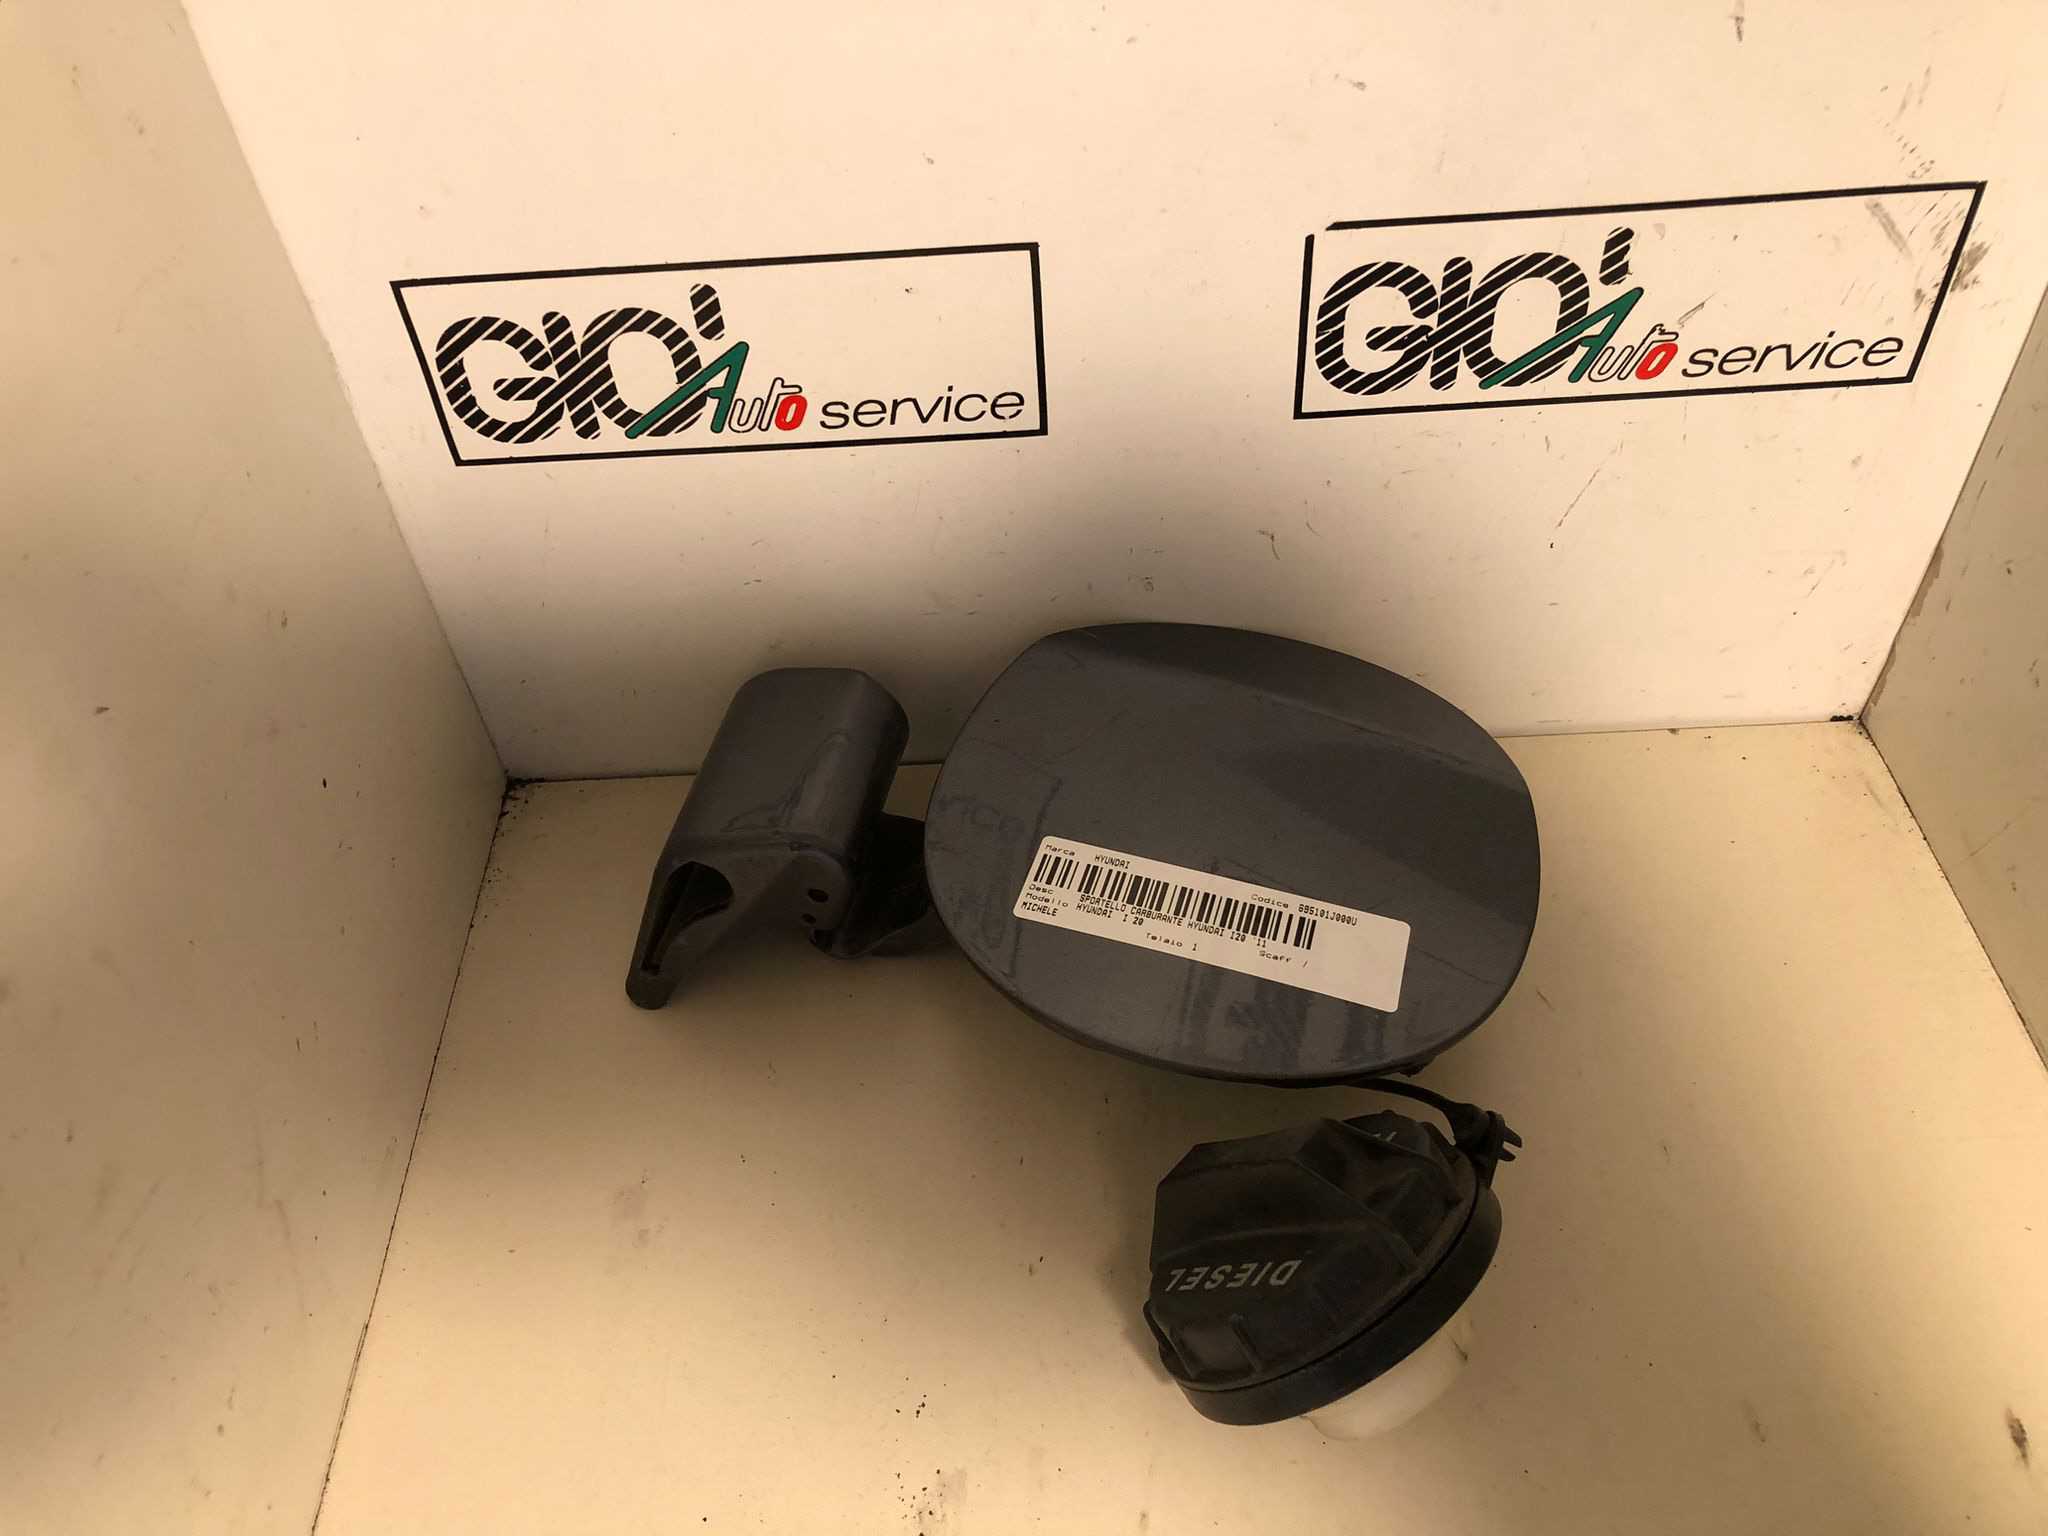 GIO' Auto service
GIO' Auto service
Marca HYUNDAI
Codice 695101J000U
Desc SPORTELLO CARBURANTE HYUNDAI I20 '11
Modello HYUNDAI I 20
MICHELE
Telaio 1 Scaff /
DIESEL